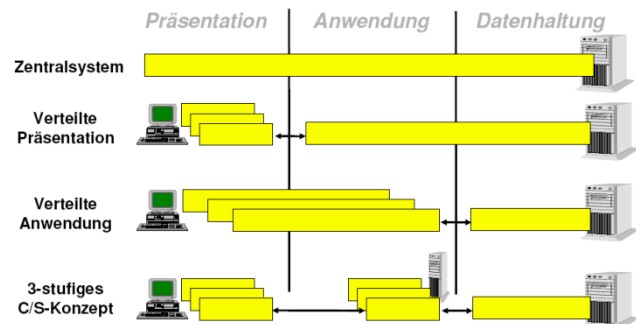 Präsentation Anwendung Datenhaltung
Zentralsystem
Verteilte
Präsentation
Verteilte
Anwendung
3-stufiges
C/S-Konzept